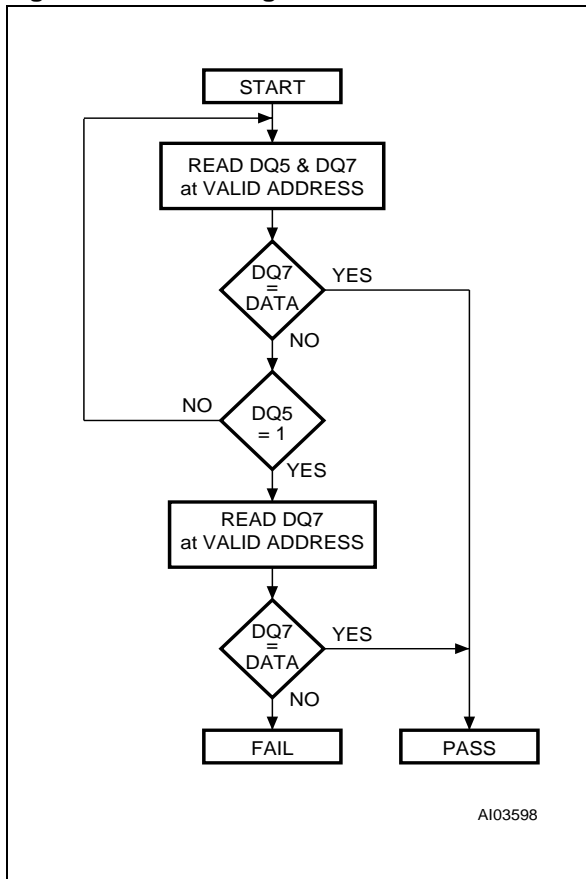 START
READ DQ5 & DQ7
at VALID ADDRESS
DQ7
=
DATA
YES
NO
DQ5
= 1
NO
YES
READ DQ7
at VALID ADDRESS
DQ7
=
DATA
YES
NO
FAIL
PASS
AI03598